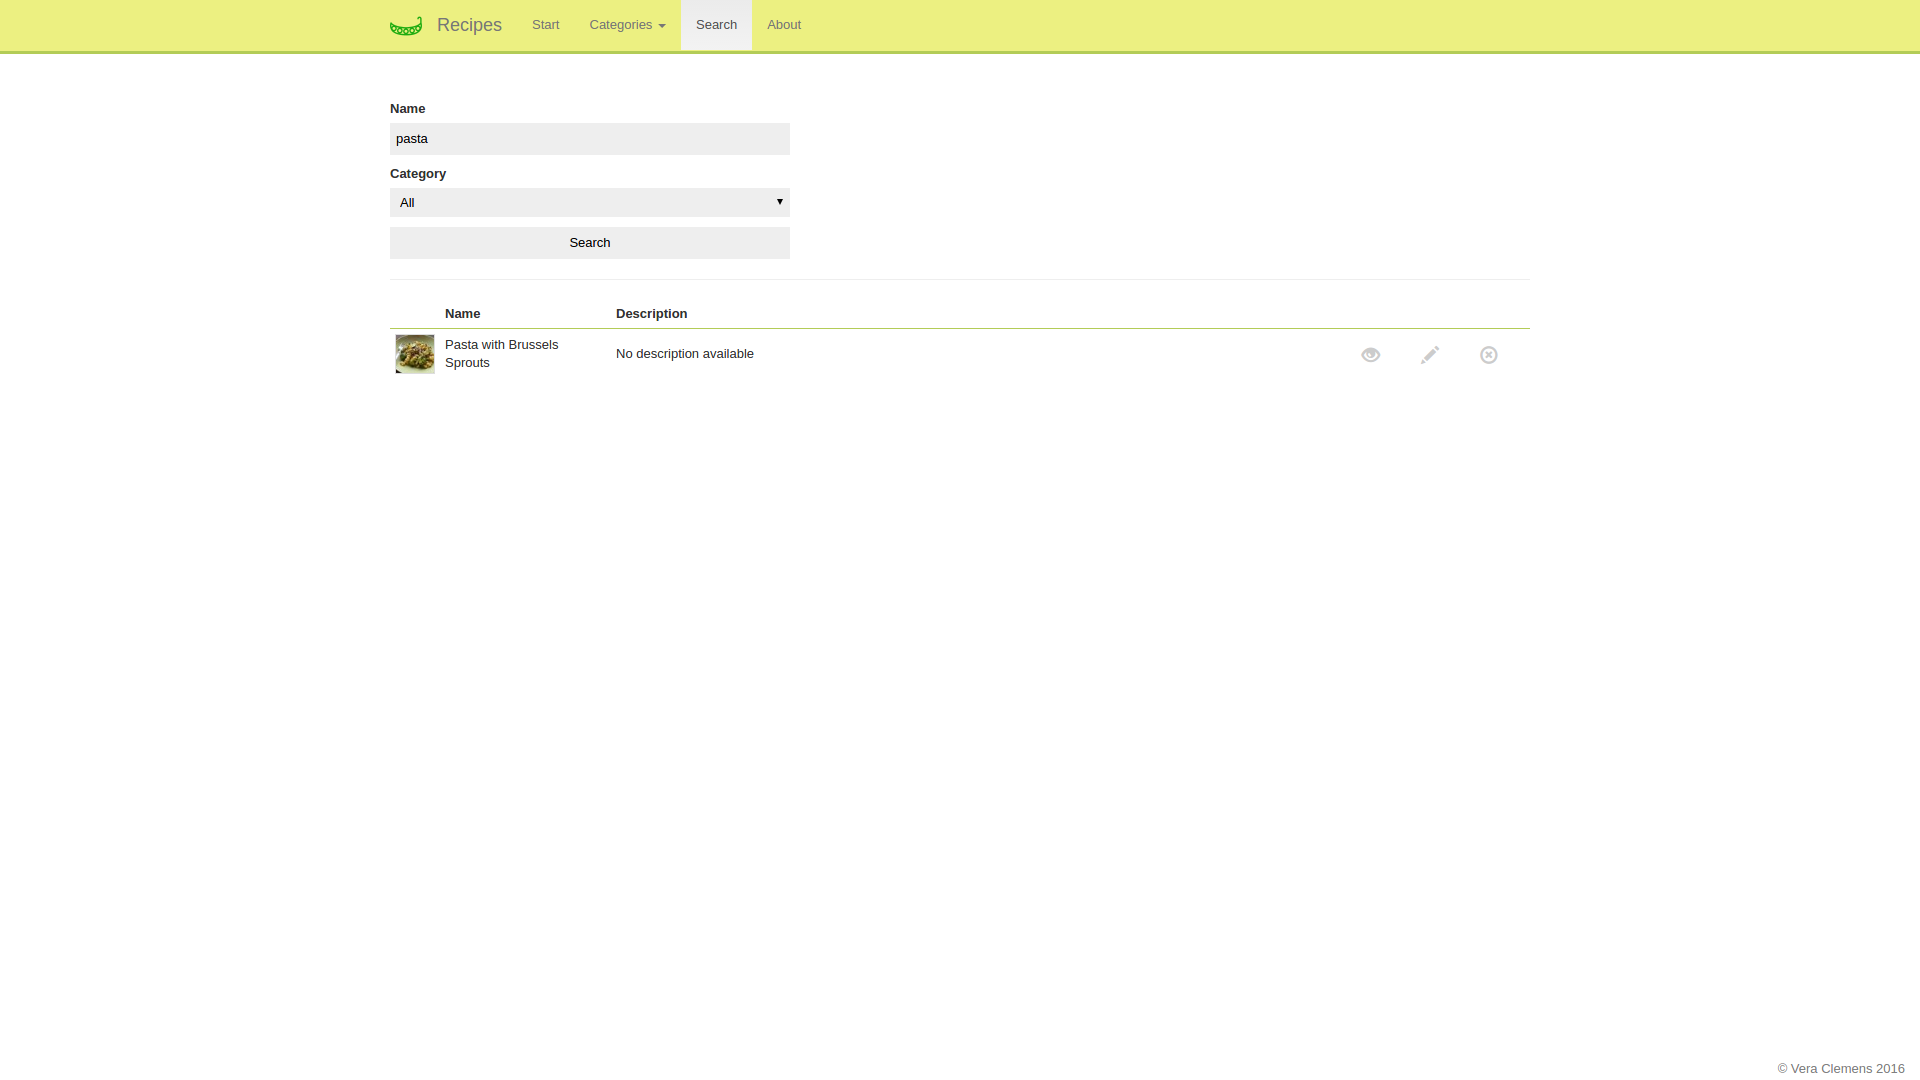 Recipes Start Categories Search About
Name
pasta
Category
All
Search
Name Description
Pasta with Brussels
Sprouts
No description available
© Vera Clemens 2016